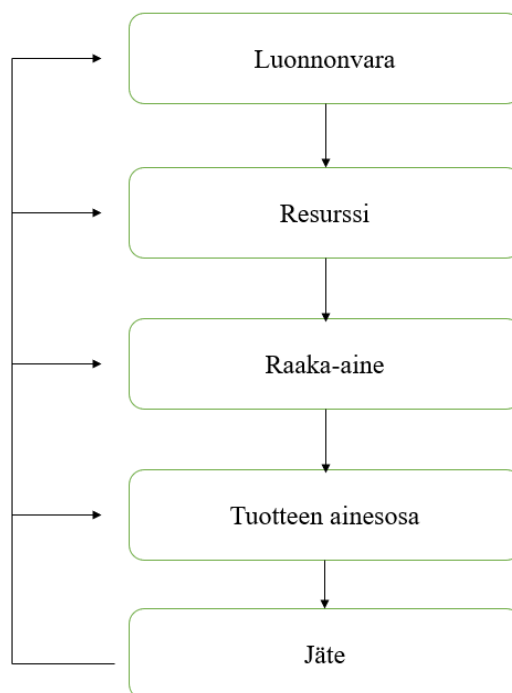 Luonnonvara
Resurssi
Raaka-aine
Tuotteen ainesosa
Jäte